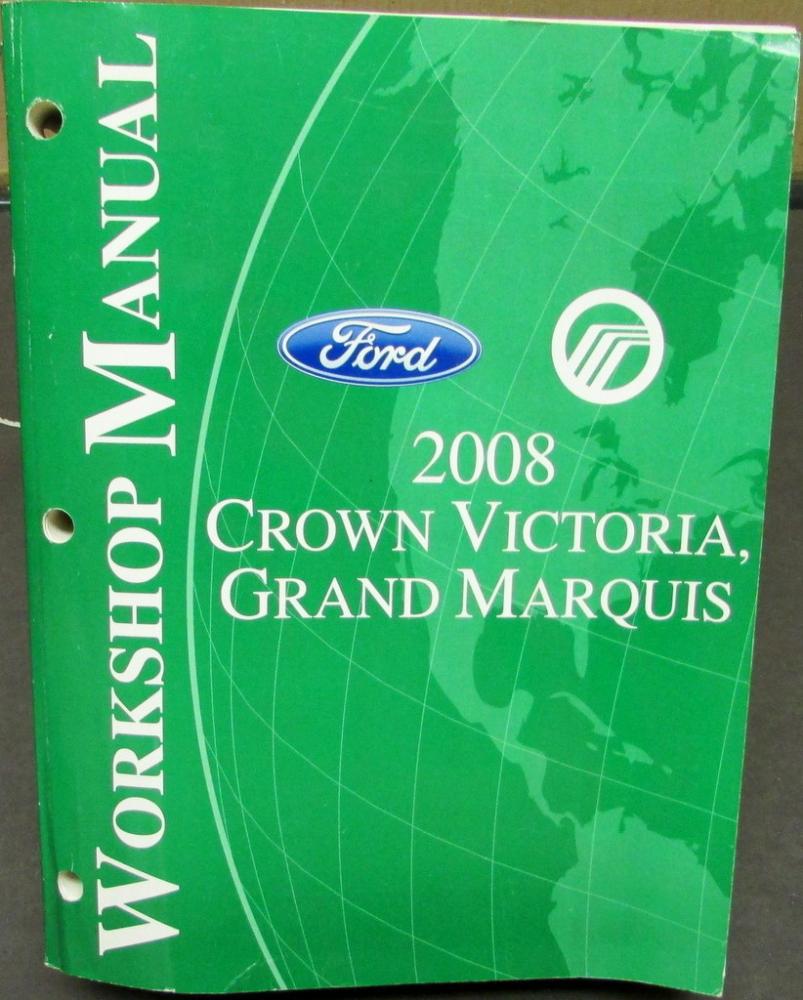 WORKSHOP MANUAL
Ford
2008
CROWN VICTORIA,
GRAND MARQUIS